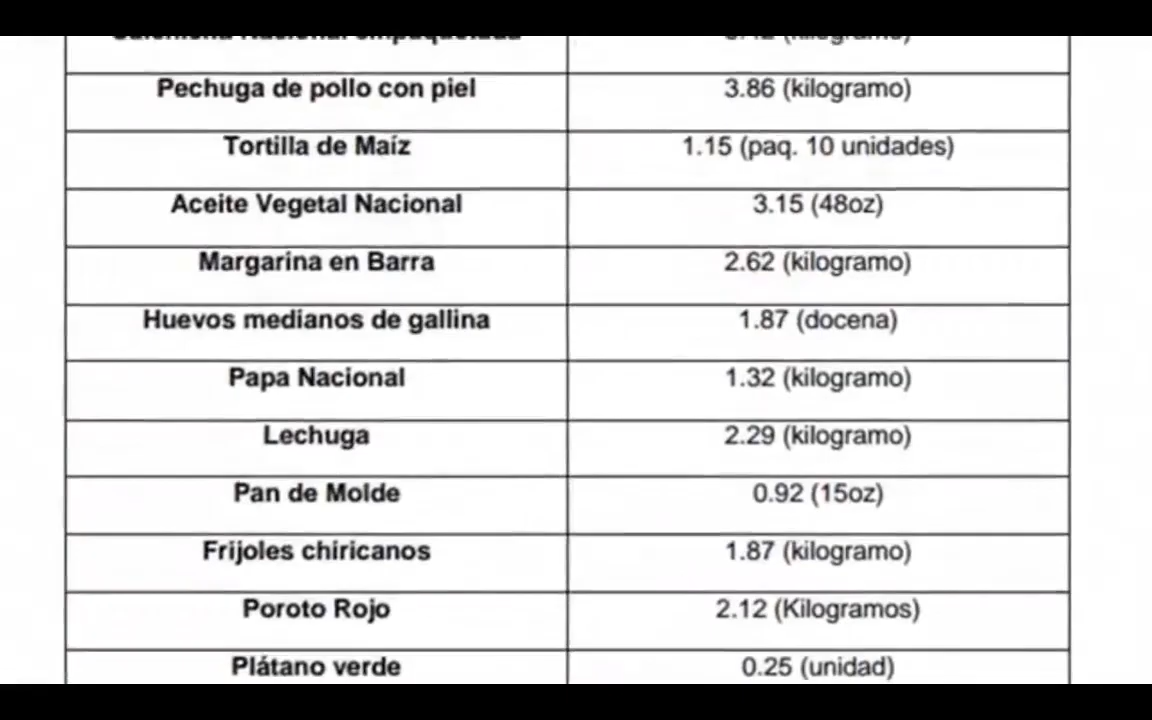 Pechuga de pollo con piel 3.86 (kilogramo)
Tortilla de Maíz 1.15 (paq. 10 unidades)
Aceite Vegetal Nacional 3.15 (48oz)
Margarina en Barra 2.62 (kilogramo)
Huevos medianos de gallina 1.87 (docena)
Papa Nacional 1.32 (kilogramo)
Lechuga 2.29 (kilogramo)
Pan de Molde 0.92 (15oz)
Frijoles chiricanos 1.87 (kilogramo)
Poroto Rojo 2.12 (Kilogramos)
Plátano verde 0.25 (unidad)